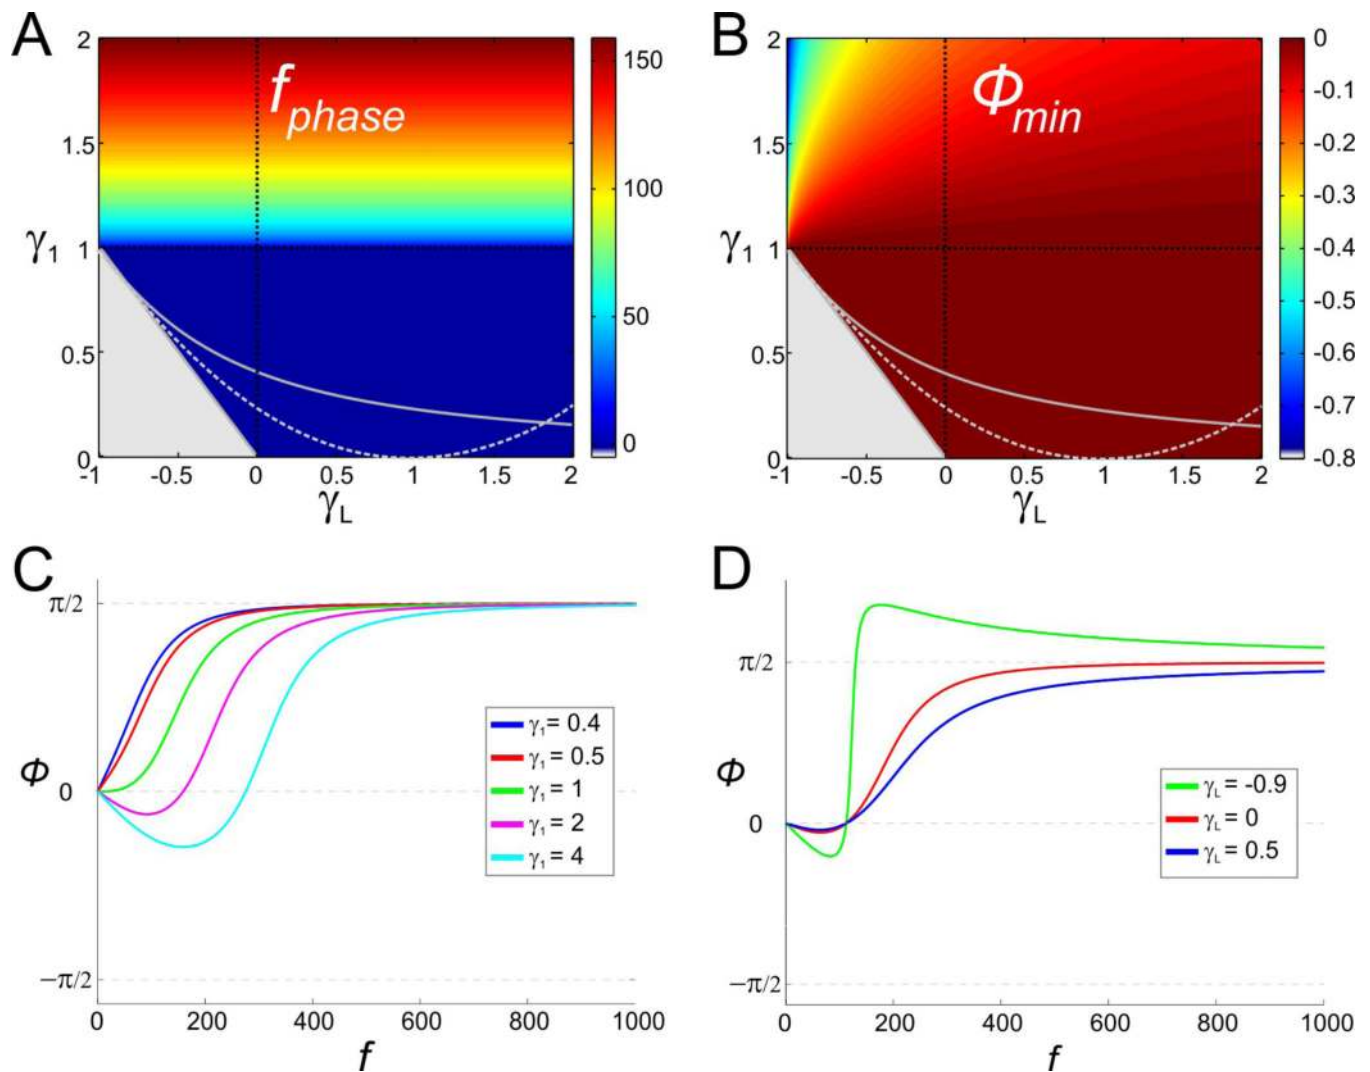 A
B
2
1.5
γ₁ 1
0.5
0
-1 -0.5 0 0.5 1 1.5 2
γL
f phase
150
100
50
0
2
1.5
γ₁ 1
0.5
0
-1 -0.5 0 0.5 1 1.5 2
γL
Φ min
0
-0.1
-0.2
-0.3
-0.4
-0.5
-0.6
-0.7
-0.8
C
D
π/2
Φ 0
−π/2
0 200 400 600 800 1000
f
γ₁ = 0.4
γ₁ = 0.5
γ₁ = 1
γ₁ = 2
γ₁ = 4
π/2
Φ 0
−π/2
0 200 400 600 800 1000
f
γL = -0.9
γL = 0
γL = 0.5